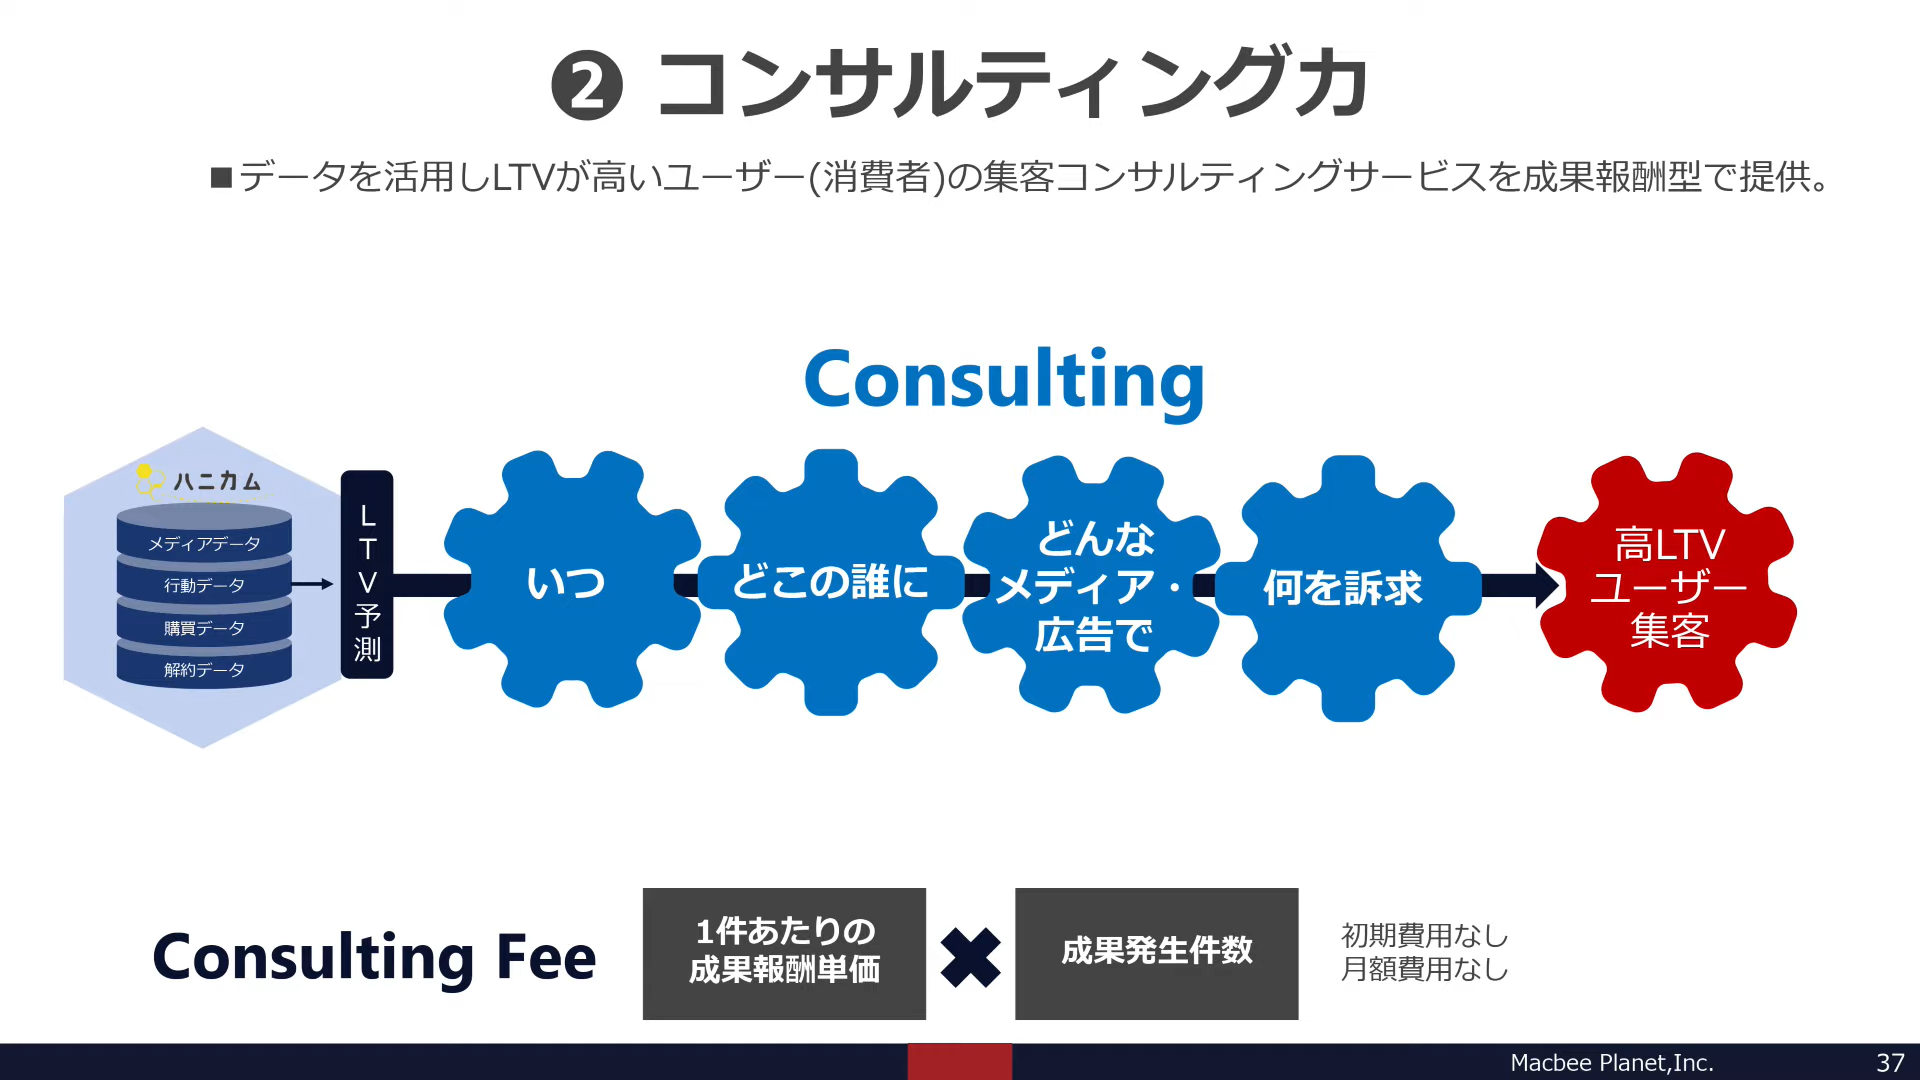 ❷ コンサルティング力
■データを活用しLTVが高いユーザー(消費者)の集客コンサルティングサービスを成果報酬型で提供。
Consulting
ハニカム
メディアデータ
行動データ
購買データ
解約データ
LTV予測
いつ
どこの誰に
どんな
メディア・
広告で
何を訴求
高LTV
ユーザー
集客
Consulting Fee
1件あたりの
成果報酬単価
✖
成果発生件数
初期費用なし
月額費用なし
Macbee Planet,Inc.
37